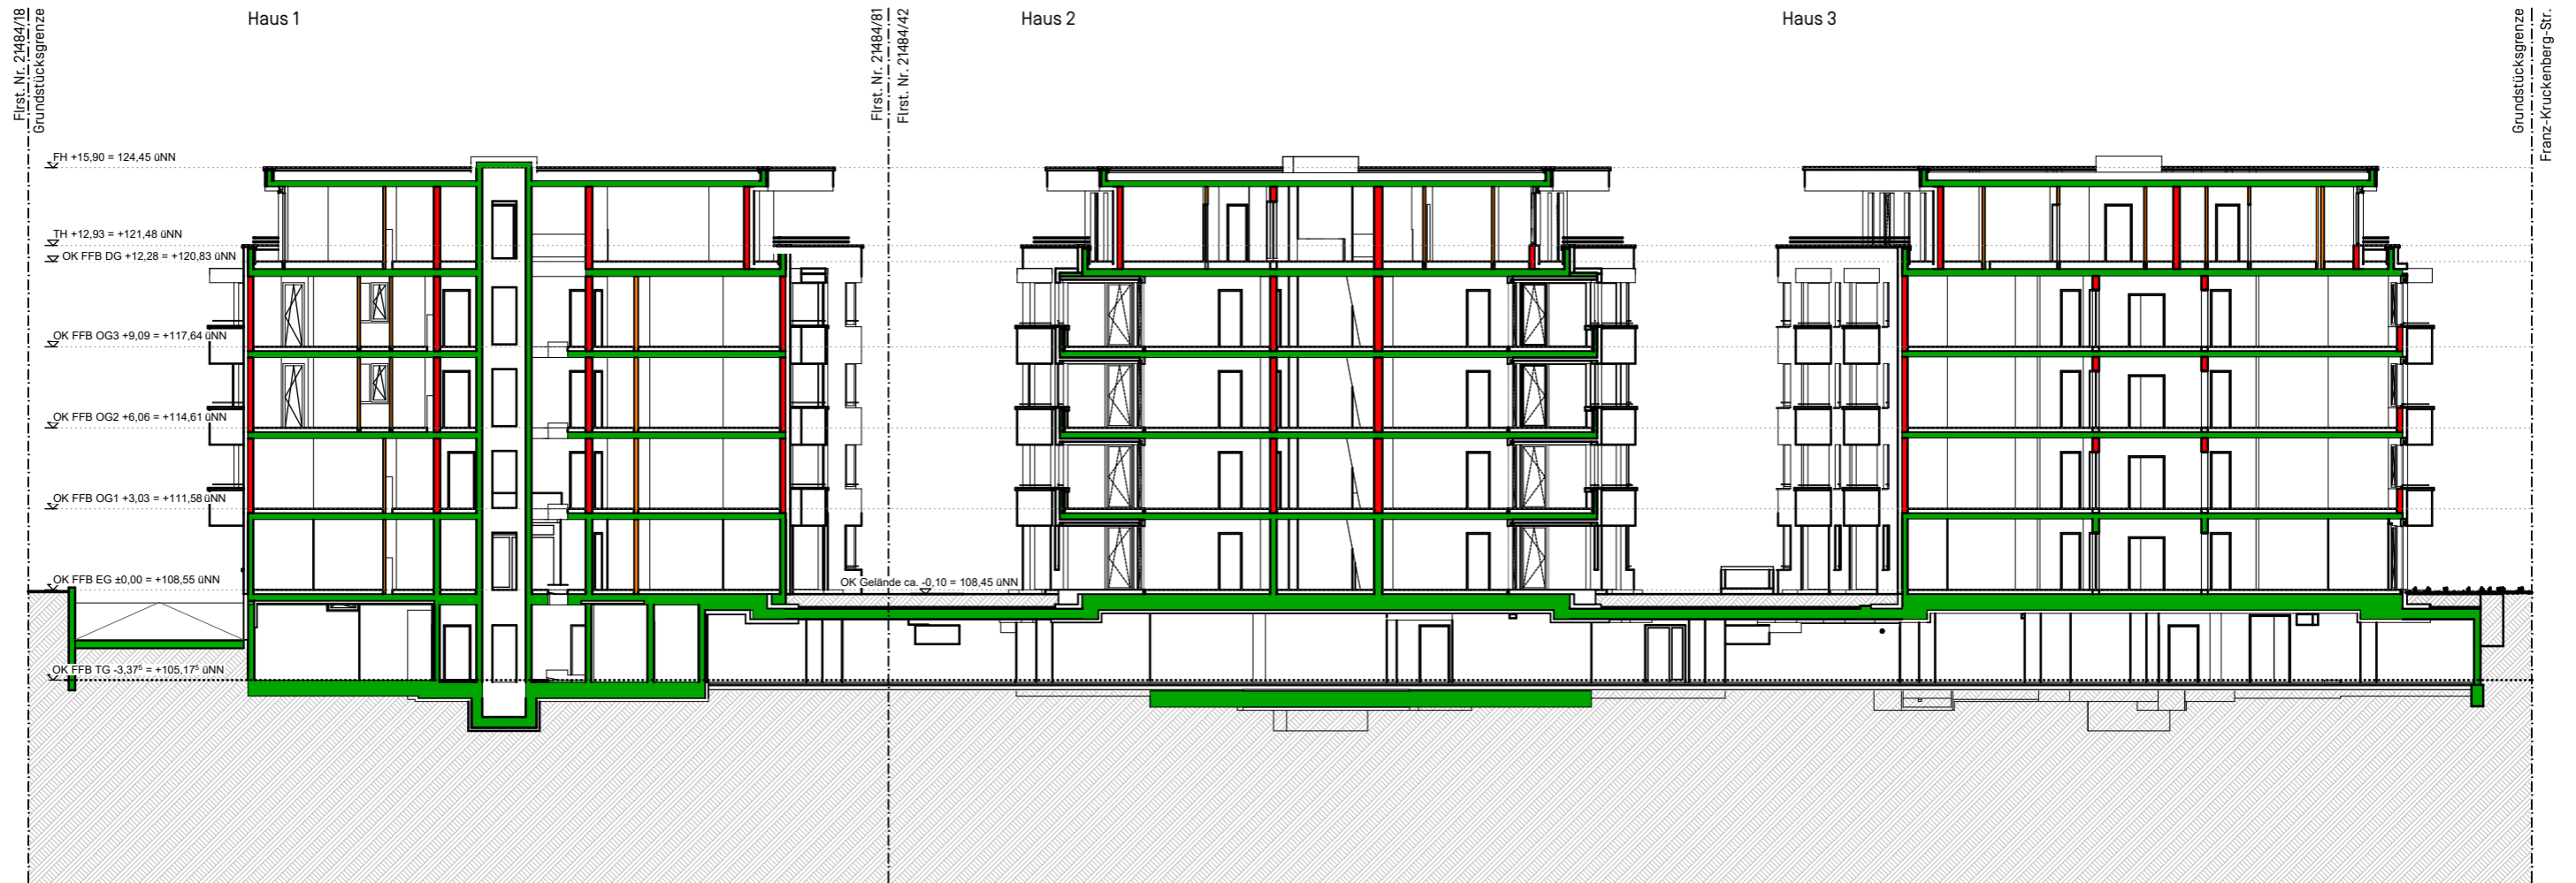 Flrst. Nr. 21484/18
Grundstücksgrenze
Haus 1
Flrst. Nr. 21484/81
Flrst. Nr. 21484/42
Haus 2
Haus 3
Grundstücksgrenze
Franz-Kruckenberg-Str.
FH +15,90 = 124,45 üNN
TH +12,93 = +121,48 üNN
OK FFB DG +12,28 = +120,83 üNN
OK FFB OG3 +9,09 = +117,64 üNN
OK FFB OG2 +6,06 = +114,61 üNN
OK FFB OG1 +3,03 = +111,58 üNN
OK FFB EG ±0,00 = +108,55 üNN
OK Gelände ca. -0,10 = 108,45 üNN
OK FFB TG -3,37⁵ = +105,17⁵ üNN